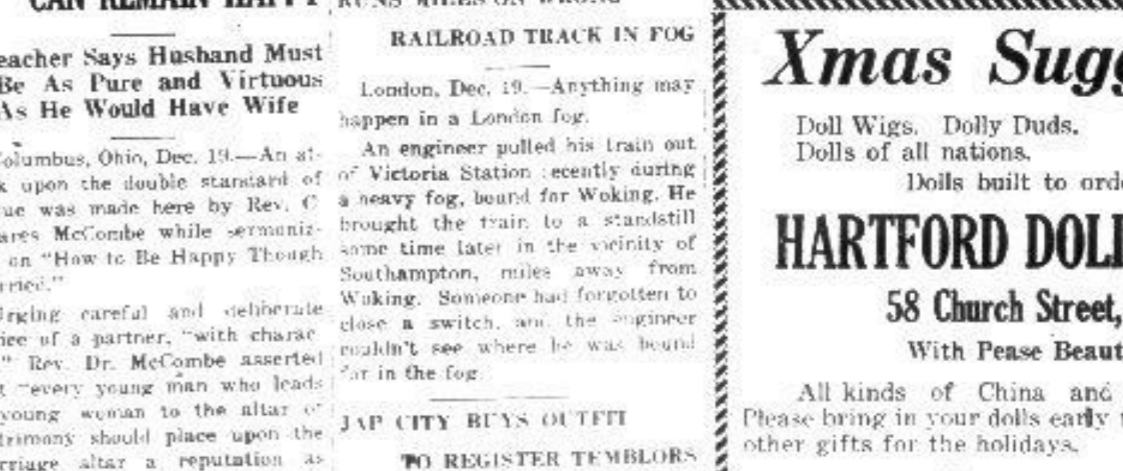 CAN REMAIN HAPPY
eacher Says Husband Must
Be As Pure and Virtuous
As He Would Have Wife
olumbus, Ohio, Dec. 19.—An at-
k upon the double standard of
ue was made here by Rev. C
ares McCombe while sermoniz-
on "How to Be Happy Though
rried."
rging careful and deliberate
ice of a partner, "with charac
" Rev. Dr. McCombe asserted
"every young man who leads
young woman to the altar of
trimony should place upon the
rriage altar a reputation as
RUNS MILES ON WRONG
RAILROAD TRACK IN FOG
London, Dec. 19.—Anything may
happen in a London fog.
An engineer pulled his train out
of Victoria Station recently during
a heavy fog, bound for Woking. He
brought the train to a standstill
some time later in the vicinity of
Southampton, miles away from
Woking. Someone had forgotten to
close a switch, and the engineer
couldn't see where he was bound
for in the fog.
JAP CITY BUYS OUTFIT
TO REGISTER TEMBLORS
Xmas Sugg
Doll Wigs. Dolly Duds.
Dolls of all nations.
Dolls built to orde
HARTFORD DOLL
58 Church Street,
With Pease Beaut
All kinds of China and
Please bring in your dolls early
other gifts for the holidays.